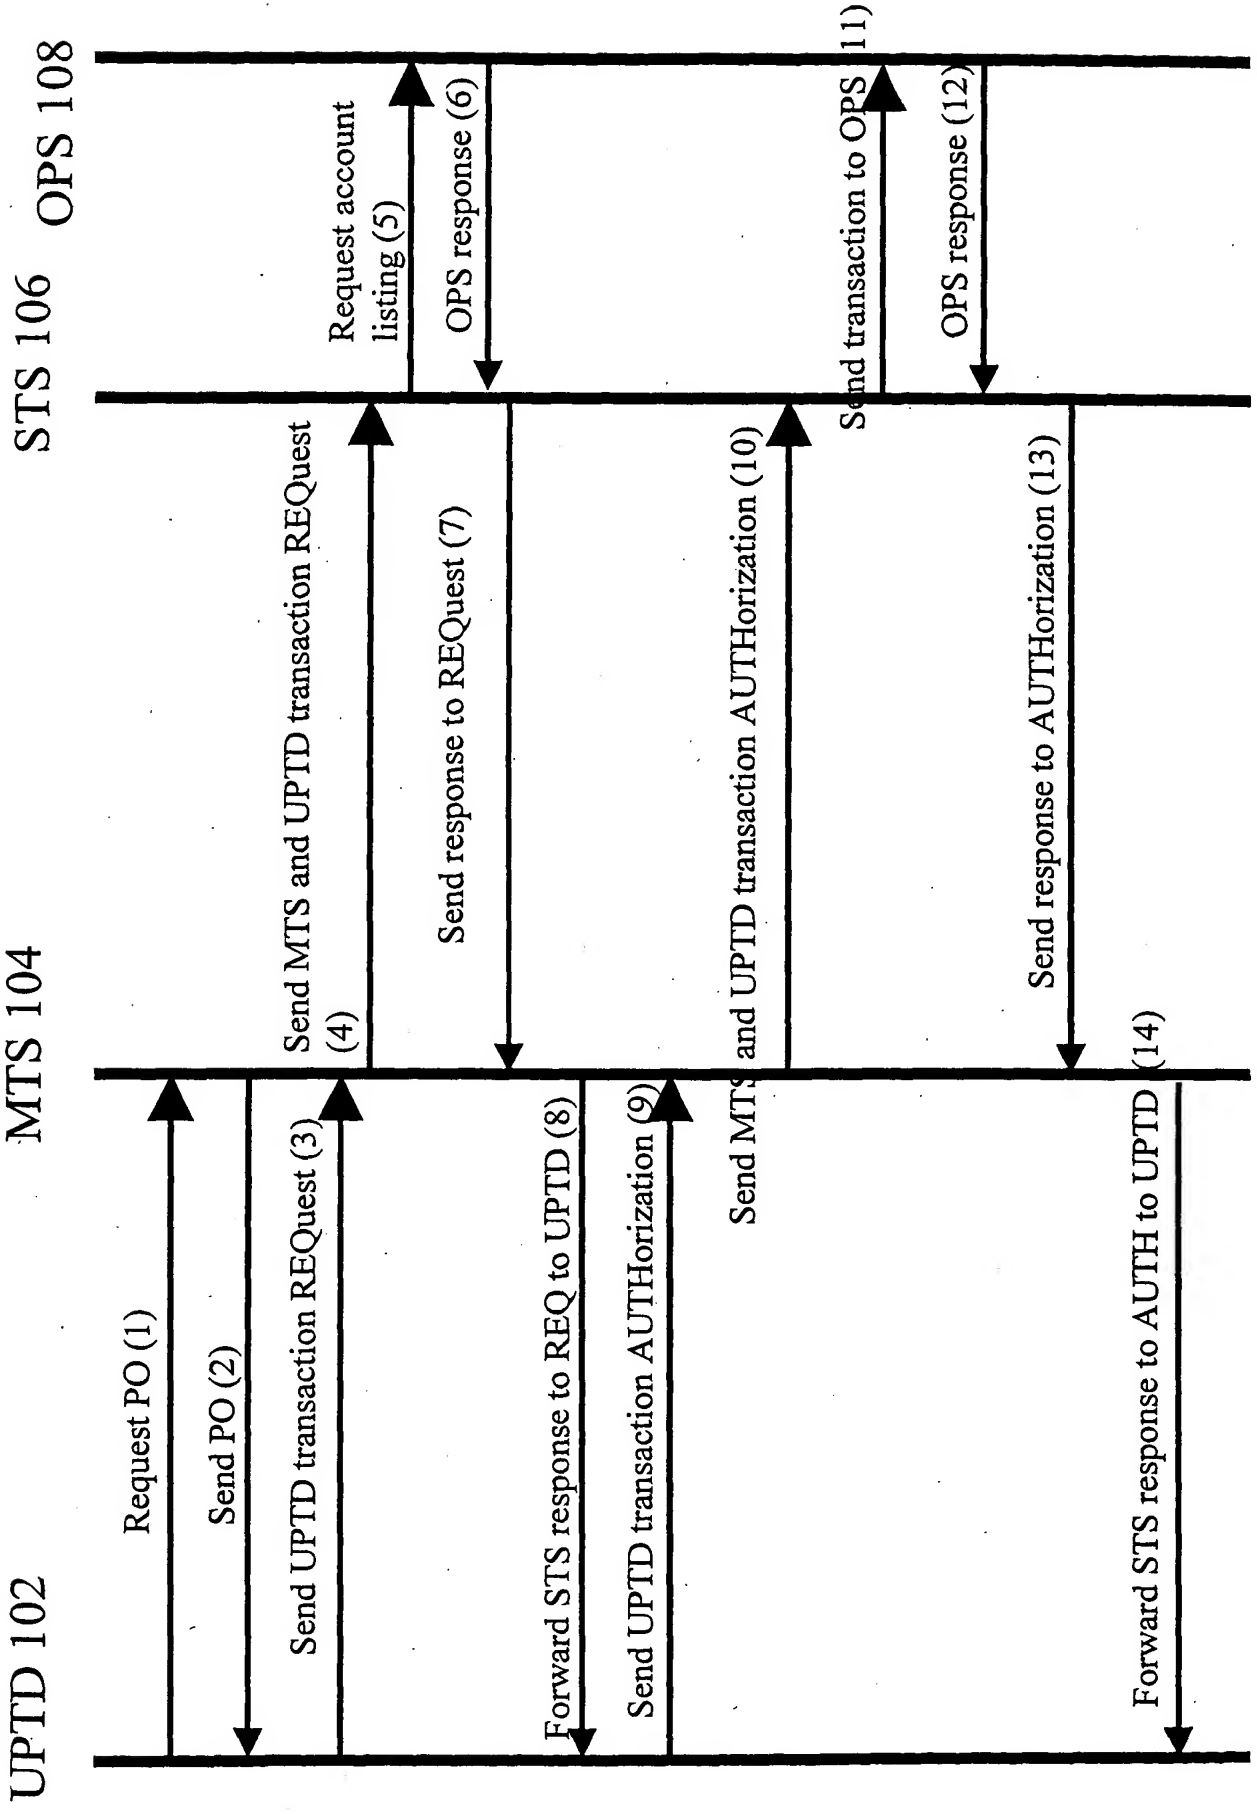 UPTD 102
MTS 104
STS 106
OPS 108
Request PO (1)
Send PO (2)
Send UPTD transaction REQuest (3)
Send MTS and UPTD transaction REQuest
(4)
Request account
listing (5)
OPS response (6)
Send response to REQuest (7)
Forward STS response to REQ to UPTD (8)
Send UPTD transaction AUTHorization (9)
Send MTS and UPTD transaction AUTHorization (10)
Send transaction to OPS 11)
OPS response (12)
Send response to AUTHorization (13)
Forward STS response to AUTH to UPTD (14)